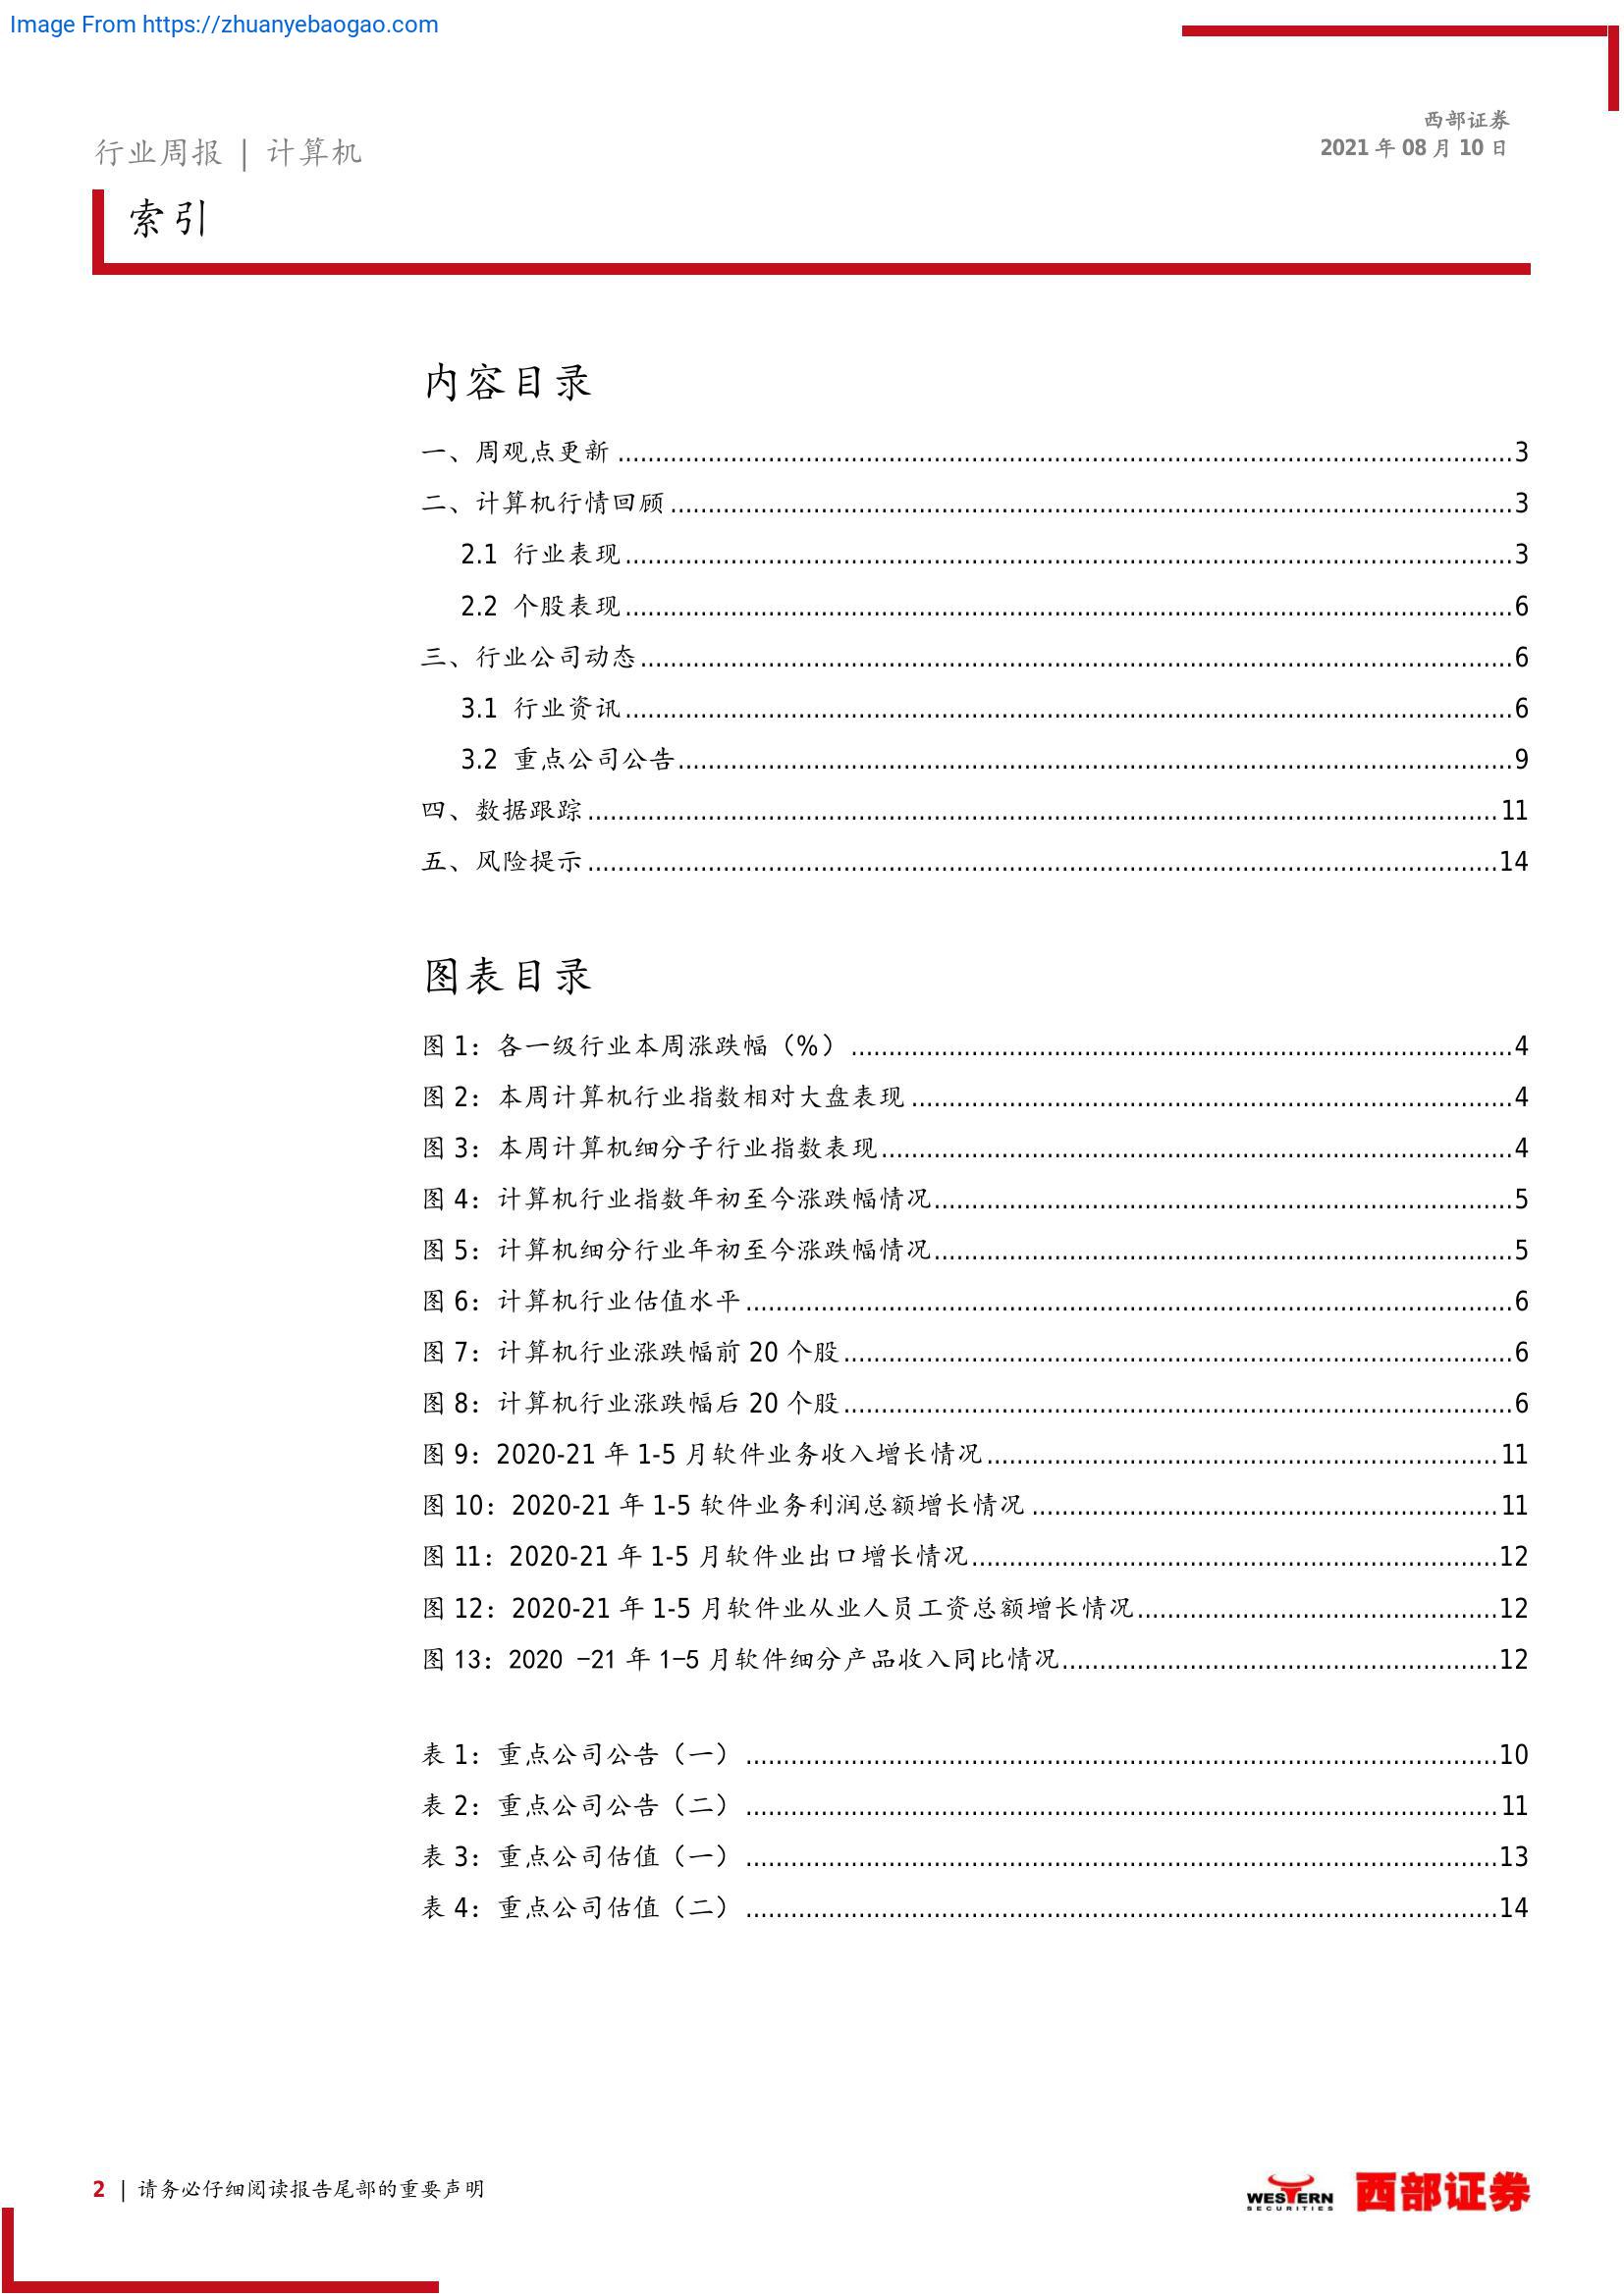 Image From https://zhuanyebaogao.com
西部证券
2021 年 08 月 10 日
行业周报 | 计算机
索引
内容目录
一、周观点更新 ........ 3
二、计算机行情回顾 ........ 3
2.1 行业表现 ........ 3
2.2 个股表现 ........ 6
三、行业公司动态 ........ 6
3.1 行业资讯 ........ 6
3.2 重点公司公告 ........ 9
四、数据跟踪 ........ 11
五、风险提示 ........ 14
图表目录
图 1：各一级行业本周涨跌幅（%） ........ 4
图 2：本周计算机行业指数相对大盘表现 ........ 4
图 3：本周计算机细分子行业指数表现 ........ 4
图 4：计算机行业指数年初至今涨跌幅情况 ........ 5
图 5：计算机细分行业年初至今涨跌幅情况 ........ 5
图 6：计算机行业估值水平 ........ 6
图 7：计算机行业涨跌幅前 20 个股 ........ 6
图 8：计算机行业涨跌幅后 20 个股 ........ 6
图 9：2020-21 年 1-5 月软件业务收入增长情况 ........ 11
图 10：2020-21 年 1-5 软件业务利润总额增长情况 ........ 11
图 11：2020-21 年 1-5 月软件业出口增长情况 ........ 12
图 12：2020-21 年 1-5 月软件业从业人员工资总额增长情况 ........ 12
图 13：2020 -21 年 1-5 月软件细分产品收入同比情况 ........ 12
表 1：重点公司公告（一） ........ 10
表 2：重点公司公告（二） ........ 11
表 3：重点公司估值（一） ........ 13
表 4：重点公司估值（二） ........ 14
2 | 请务必仔细阅读报告尾部的重要声明
WESTERN
SECURITIES
西部证券